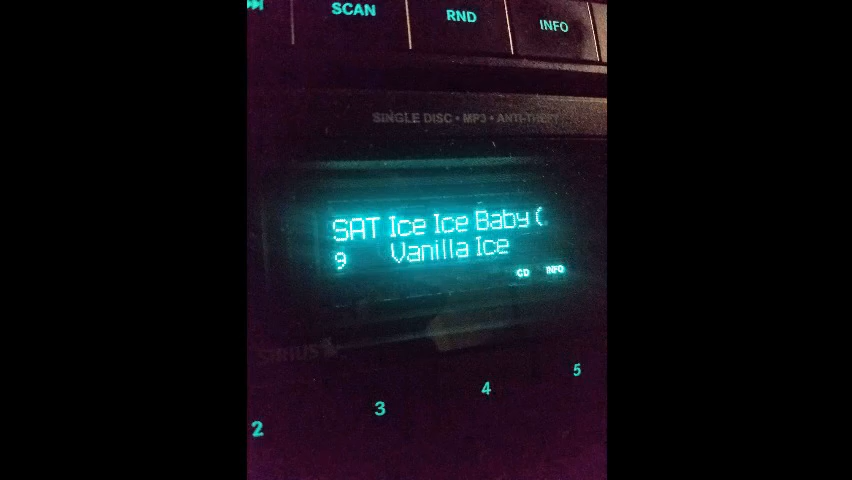 SCAN RND INFO
SINGLE DISC • MP3 • ANTI-THEFT
SAT Ice Ice Baby (
9 Vanilla Ice
CD INFO
SIRIUS
2 3 4 5